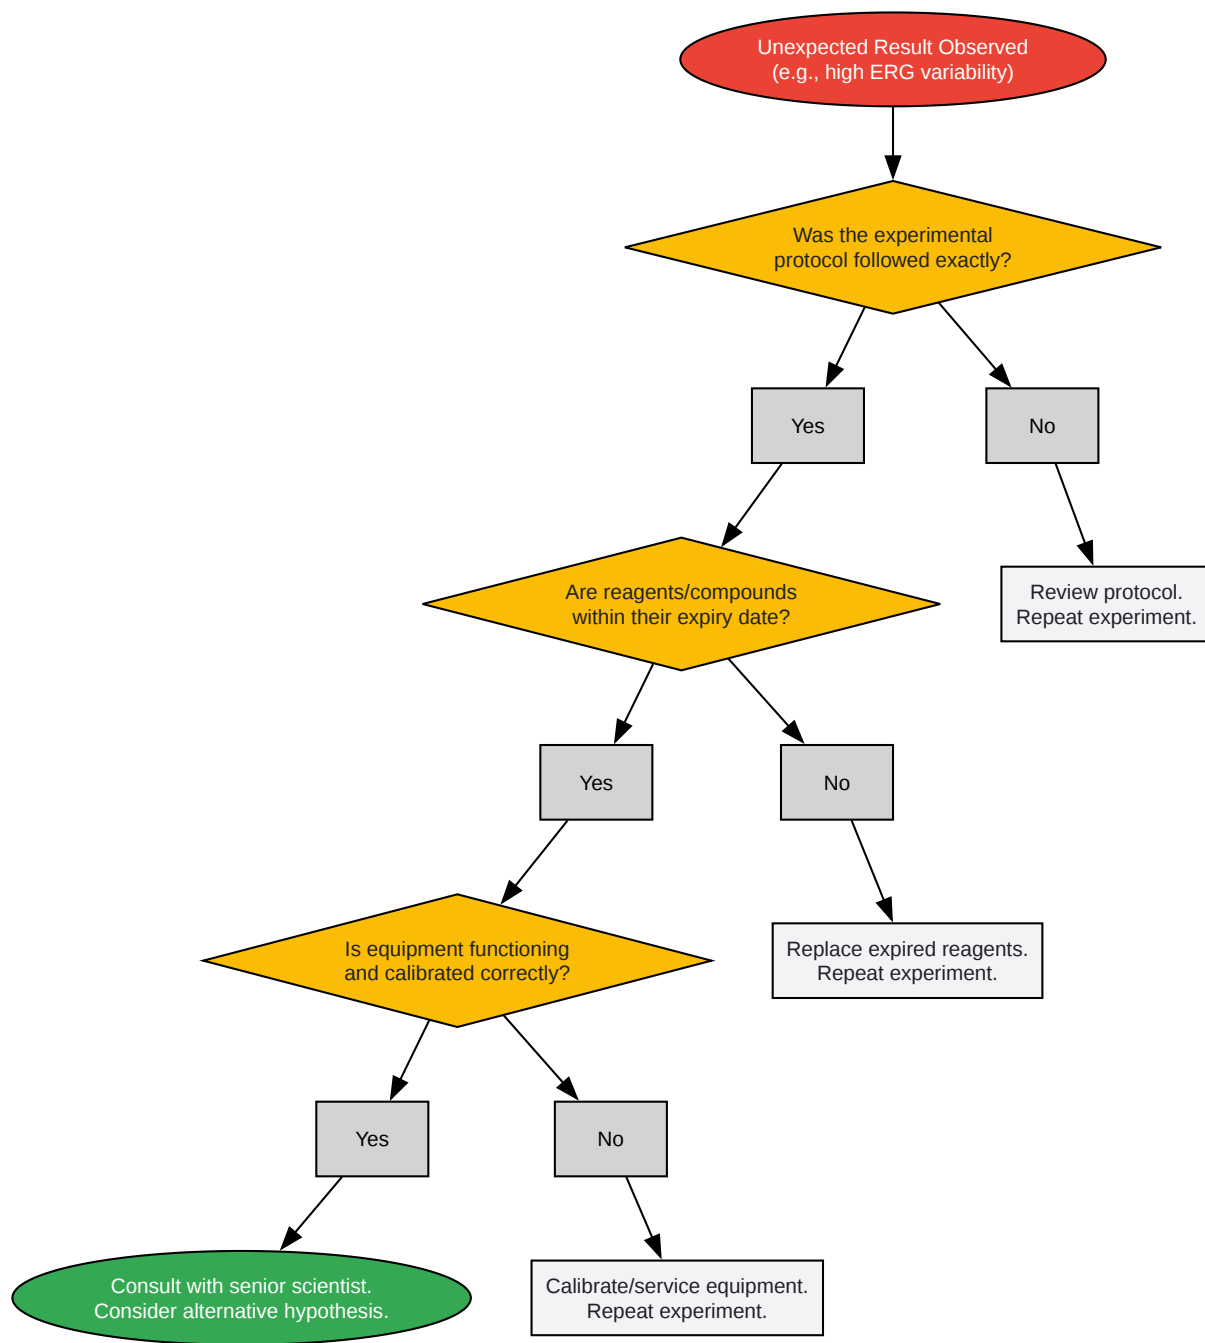 Unexpected Result Observed
(e.g., high ERG variability)
Was the experimental
protocol followed exactly?
Yes
No
Are reagents/compounds
within their expiry date?
Review protocol.
Repeat experiment.
Yes
No
Is equipment functioning
and calibrated correctly?
Replace expired reagents.
Repeat experiment.
Yes
No
Consult with senior scientist.
Consider alternative hypothesis.
Calibrate/service equipment.
Repeat experiment.